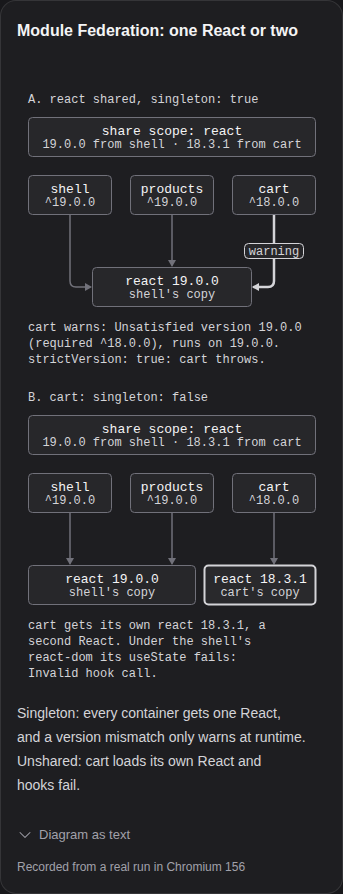 Module Federation: one React or two
A. react shared, singleton: true
share scope: react
19.0.0 from shell · 18.3.1 from cart
shell
^19.0.0
products
^19.0.0
cart
^18.0.0
warning
react 19.0.0
shell's copy
cart warns: Unsatisfied version 19.0.0
(required ^18.0.0), runs on 19.0.0.
strictVersion: true: cart throws.
B. cart: singleton: false
share scope: react
19.0.0 from shell · 18.3.1 from cart
shell
^19.0.0
products
^19.0.0
cart
^18.0.0
react 19.0.0
shell's copy
react 18.3.1
cart's copy
cart gets its own react 18.3.1, a
second React. Under the shell's
react-dom its useState fails:
Invalid hook call.
Singleton: every container gets one React,
and a version mismatch only warns at runtime.
Unshared: cart loads its own React and
hooks fail.
Diagram as text
Recorded from a real run in Chromium 156